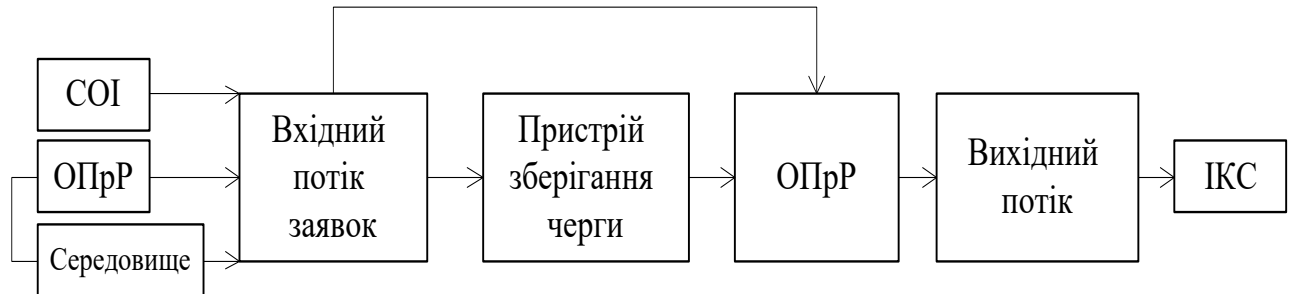 СОІ
ОПрР
Середовище
Вхідний
потік
заявок
Пристрій
зберігання
черги
ОПрР
Вихідний
потік
ІКС